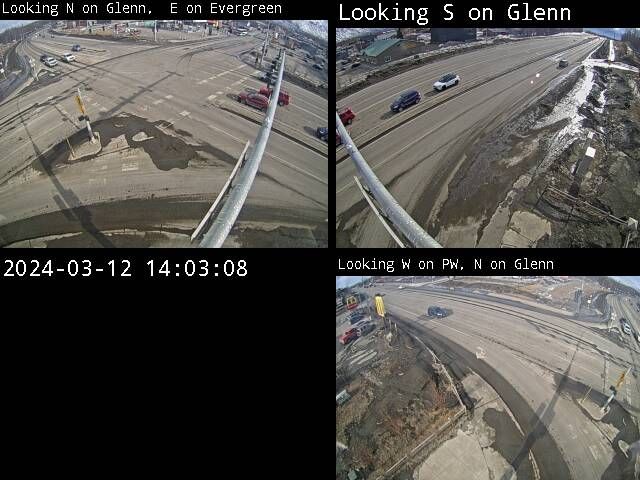 Looking N on Glenn,  E on Evergreen
Looking S on Glenn
2024-03-12 14:03:08
Looking W on PW, N on Glenn